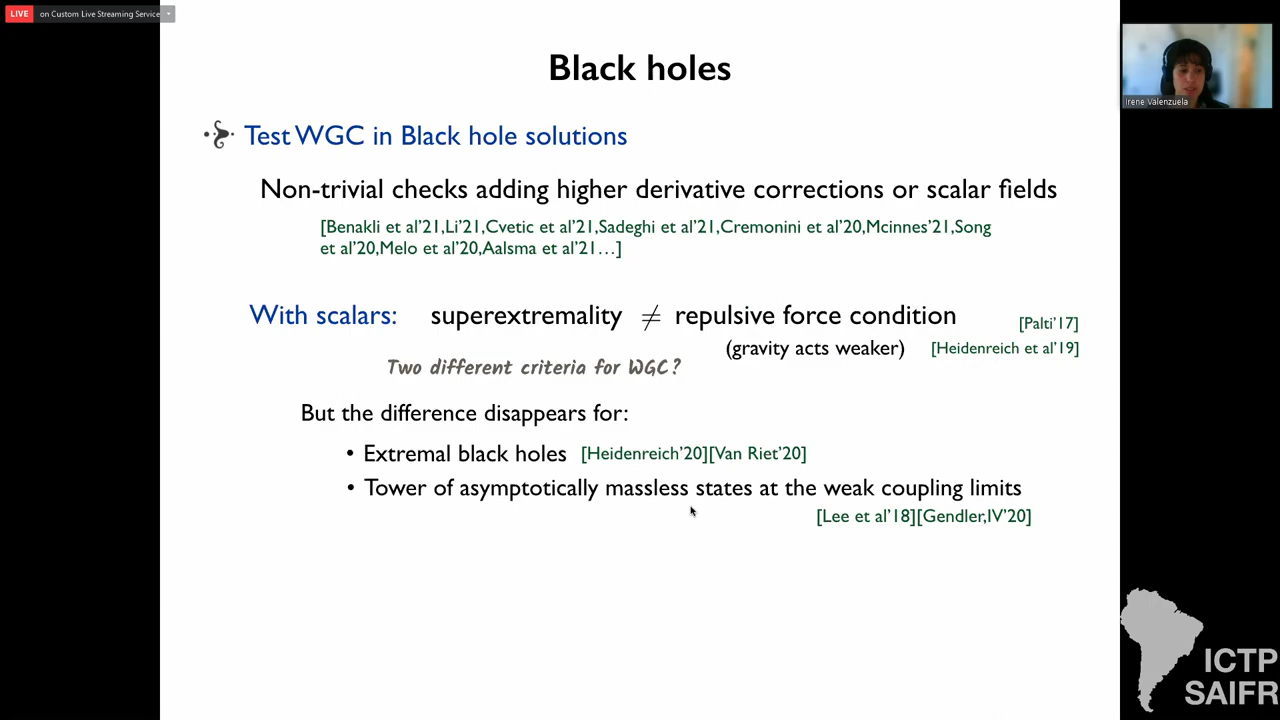 LIVE on Custom Live Streaming Service
Black holes
Irene Valenzuela
Test WGC in Black hole solutions
Non-trivial checks adding higher derivative corrections or scalar fields
[Benakli et al’21,Li’21,Cvetic et al’21,Sadeghi et al’21,Cremonini et al’20,Mcinnes’21,Song
et al’20,Melo et al’20,Aalsma et al’21…]
With scalars: superextremality ≠ repulsive force condition [Palti’17]
(gravity acts weaker) [Heidenreich et al’19]
Two different criteria for WGC?
But the difference disappears for:
• Extremal black holes [Heidenreich’20][Van Riet’20]
• Tower of asymptotically massless states at the weak coupling limits
[Lee et al’18][Gendler,IV’20]
ICTP
SAIFR